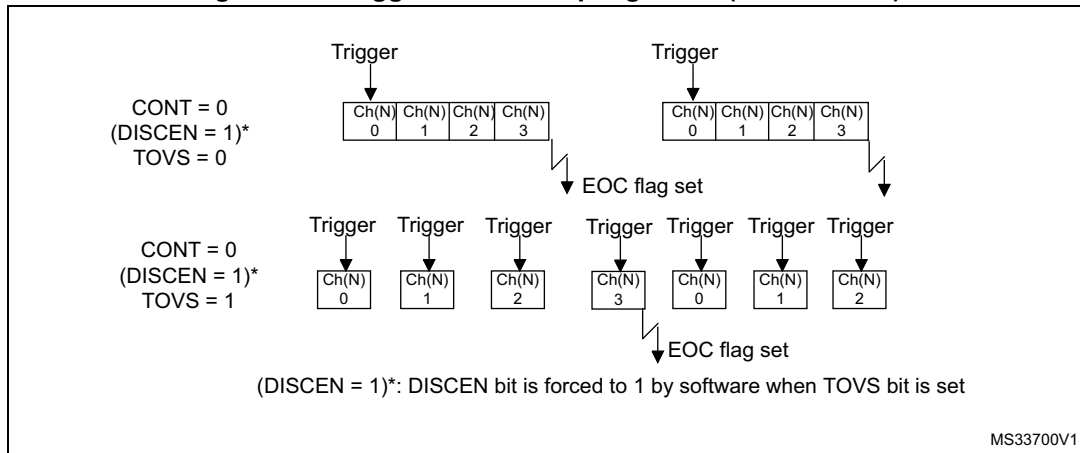 Trigger Trigger
CONT = 0
(DISCEN = 1)*
TOVS = 0
Ch(N) Ch(N) Ch(N) Ch(N)
0 1 2 3
Ch(N) Ch(N) Ch(N) Ch(N)
0 1 2 3
EOC flag set
CONT = 0
(DISCEN = 1)*
TOVS = 1
Trigger Trigger Trigger Trigger Trigger Trigger Trigger
Ch(N) Ch(N) Ch(N) Ch(N) Ch(N) Ch(N) Ch(N)
0 1 2 3 0 1 2
EOC flag set
(DISCEN = 1)*: DISCEN bit is forced to 1 by software when TOVS bit is set
MS33700V1